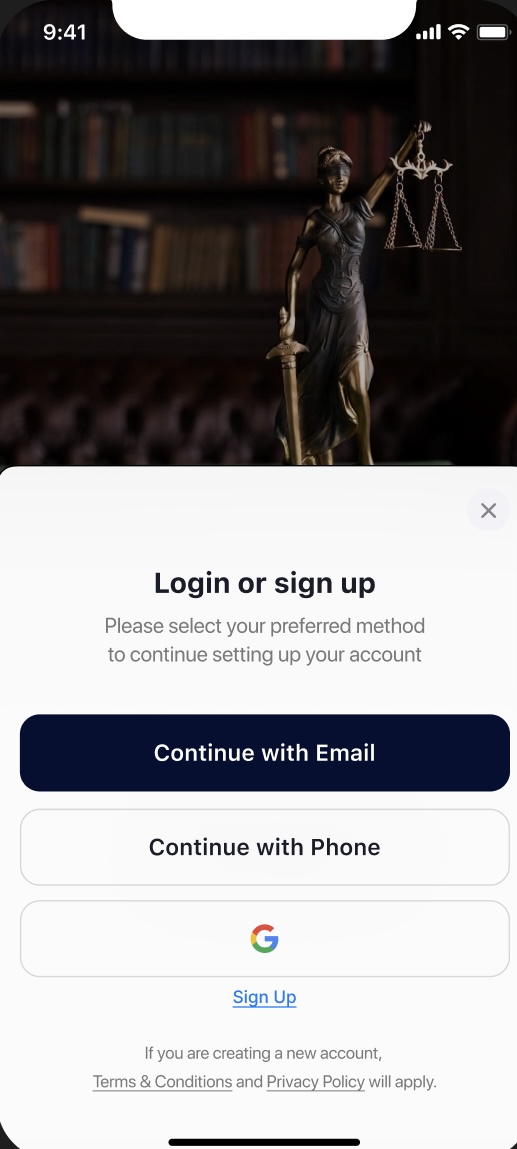 9:41
Login or sign up
Please select your preferred method
to continue setting up your account
Continue with Email
Continue with Phone
Sign Up
If you are creating a new account,
Terms & Conditions and Privacy Policy will apply.